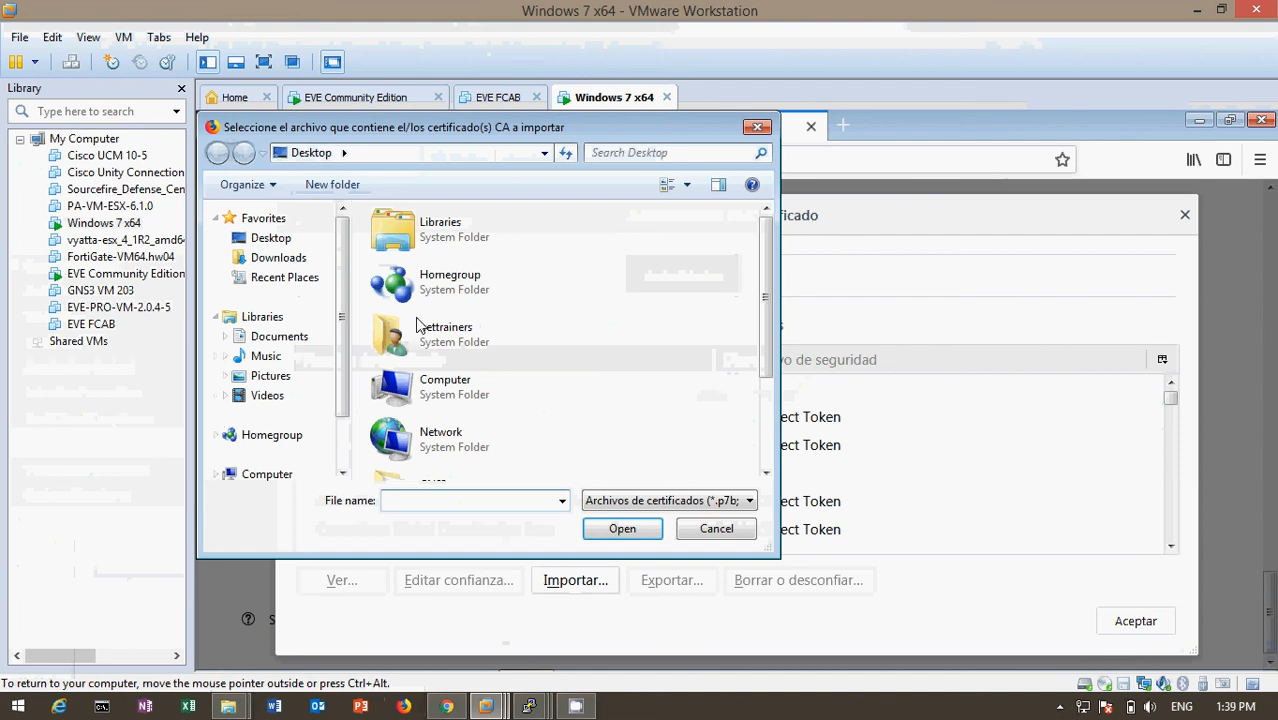 Windows 7 x64 - VMware Workstation
File Edit View VM Tabs Help
Library
Type here to search
My Computer
Cisco UCM 10-5
Cisco Unity Connection
Sourcefire_Defense_Cen
PA-VM-ESX-6.1.0
Windows 7 x64
vyatta-esx_4_1R2_amd64
FortiGate-VM64.hw04
EVE Community Edition
GNS3 VM 203
EVE-PRO-VM-2.0.4-5
EVE FCAB
Shared VMs
Home EVE Community Edition EVE FCAB Windows 7 x64
Seleccione el archivo que contiene el/los certificado(s) CA a importar
Desktop
Search Desktop
Organize New folder
Favorites
Desktop
Downloads
Recent Places
Libraries
Documents
Music
Pictures
Videos
Homegroup
Computer
Libraries
System Folder
Homegroup
System Folder
ettrainers
System Folder
Computer
System Folder
Network
System Folder
File name:
Archivos de certificados (*.p7b;
Open Cancel
ficado
s
o de seguridad
ect Token
ect Token
ect Token
ect Token
Ver... Editar confianza... Importar... Exportar... Borrar o desconfiar...
S
Aceptar
To return to your computer, move the mouse pointer outside or press Ctrl+Alt.
ENG 1:39 PM